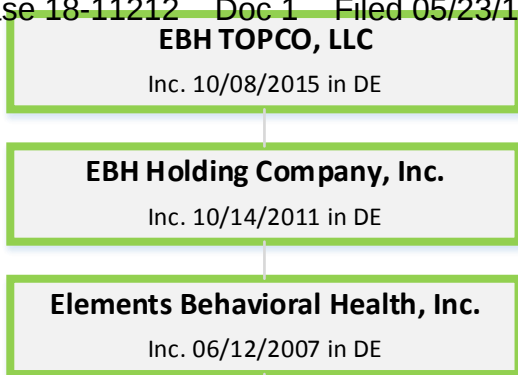 se 18-11212 Doc 1 Filed 05/23/1
EBH TOPCO, LLC
Inc. 10/08/2015 in DE
EBH Holding Company, Inc.
Inc. 10/14/2011 in DE
Elements Behavioral Health, Inc.
Inc. 06/12/2007 in DE